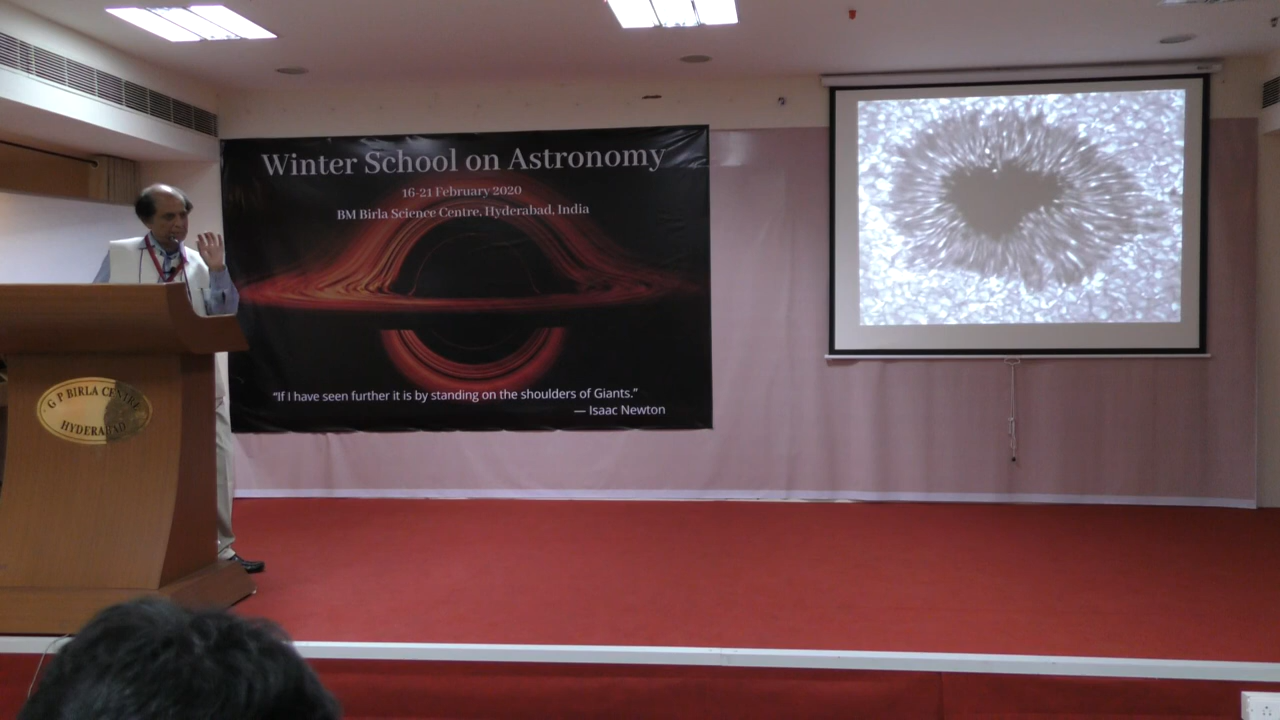 Winter School on Astronomy
16-21 February 2020
BM Birla Science Centre, Hyderabad, India
“If I have seen further it is by standing on the shoulders of Giants.”
— Isaac Newton
G P BIRLA CENTRE
HYDERABAD